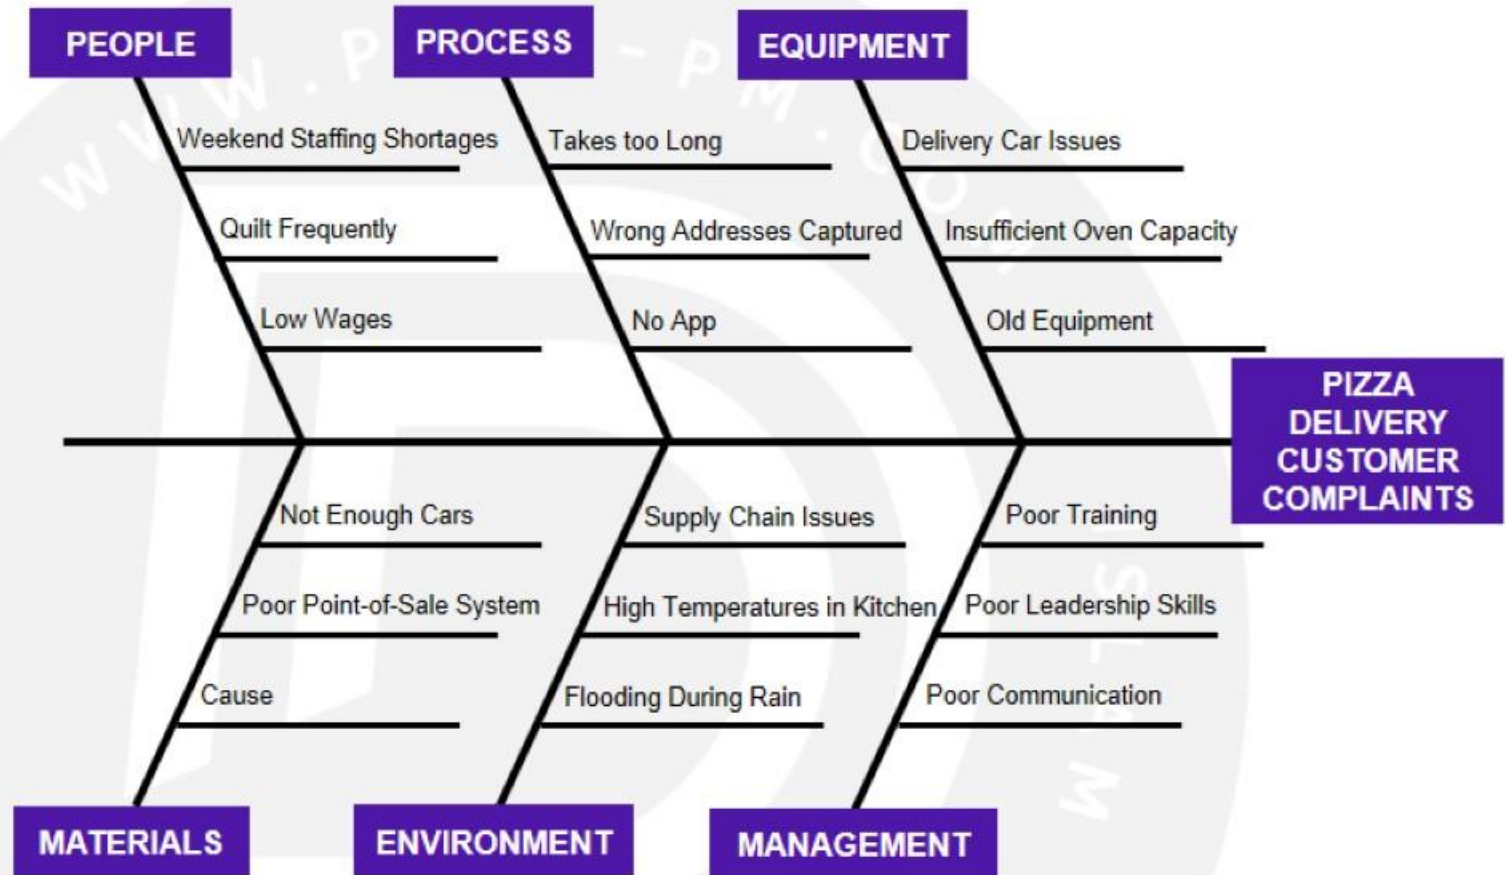 PEOPLE
PROCESS
EQUIPMENT
Weekend Staffing Shortages
Takes too Long
Delivery Car Issues
Quilt Frequently
Wrong Addresses Captured
Insufficient Oven Capacity
Low Wages
No App
Old Equipment
PIZZA
DELIVERY
CUSTOMER
COMPLAINTS
Not Enough Cars
Supply Chain Issues
Poor Training
Poor Point-of-Sale System
High Temperatures in Kitchen
Poor Leadership Skills
Cause
Flooding During Rain
Poor Communication
MATERIALS
ENVIRONMENT
MANAGEMENT